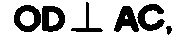 OD ⊥ AC,